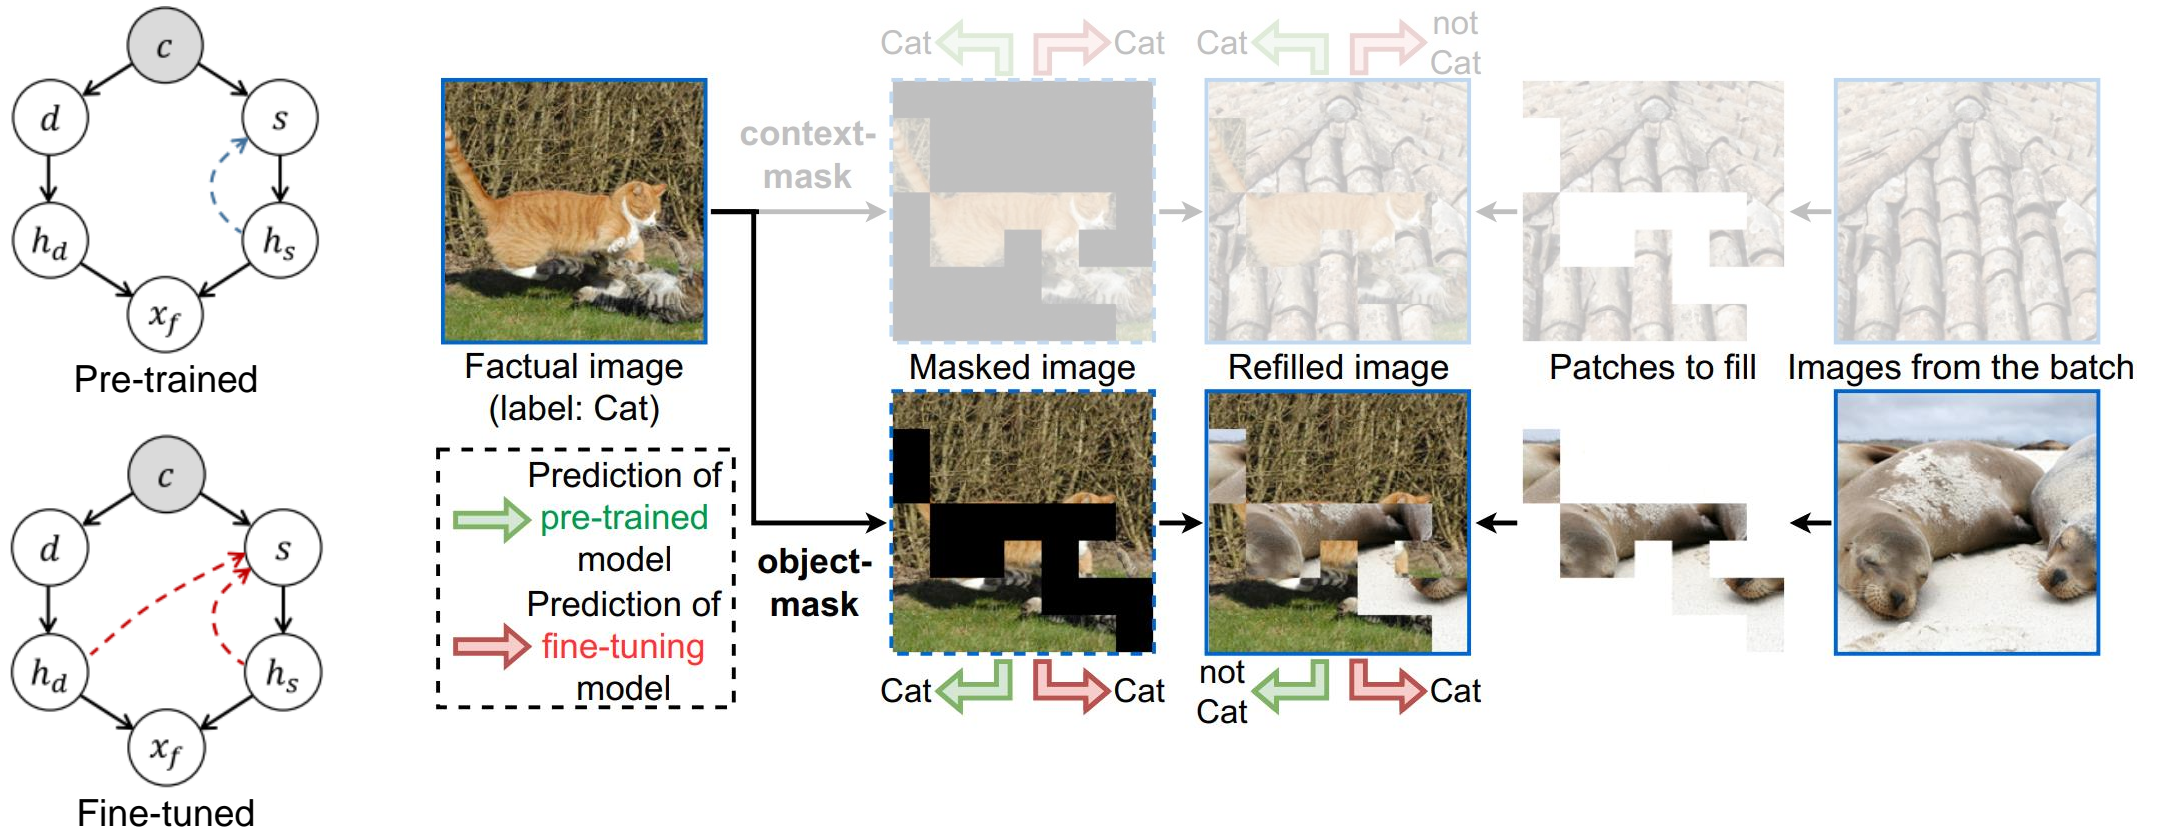 c
d
s
h_d
h_s
x_f
Pre-trained
c
d
s
h_d
h_s
x_f
Fine-tuned
Factual image
(label: Cat)
Prediction of
pre-trained
model
Prediction of
fine-tuning
model
context-
mask
object-
mask
Cat
Cat
Cat
not
Cat
Masked image
Refilled image
Patches to fill
Images from the batch
Cat
Cat
not
Cat
Cat